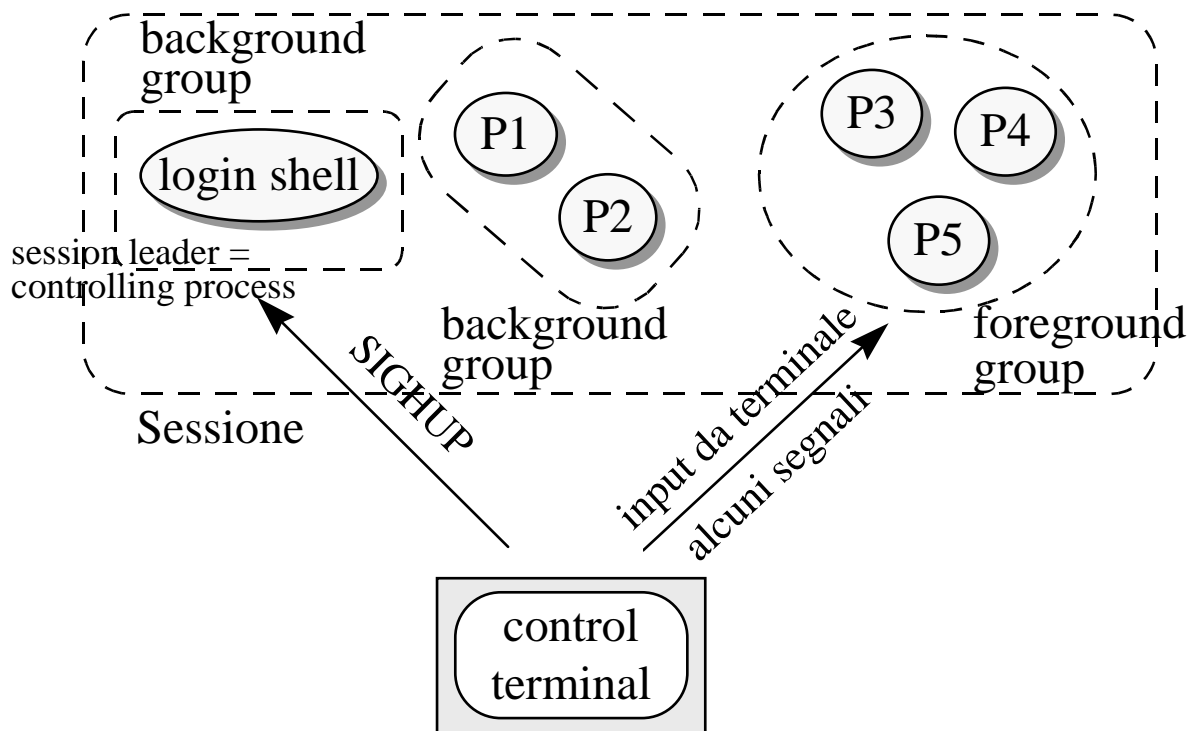 background
group
login shell
session leader =
controlling process
P1
P2
background
group
P3
P4
P5
foreground
group
Sessione
SIGHUP
input da terminale
alcuni segnali
control
terminal